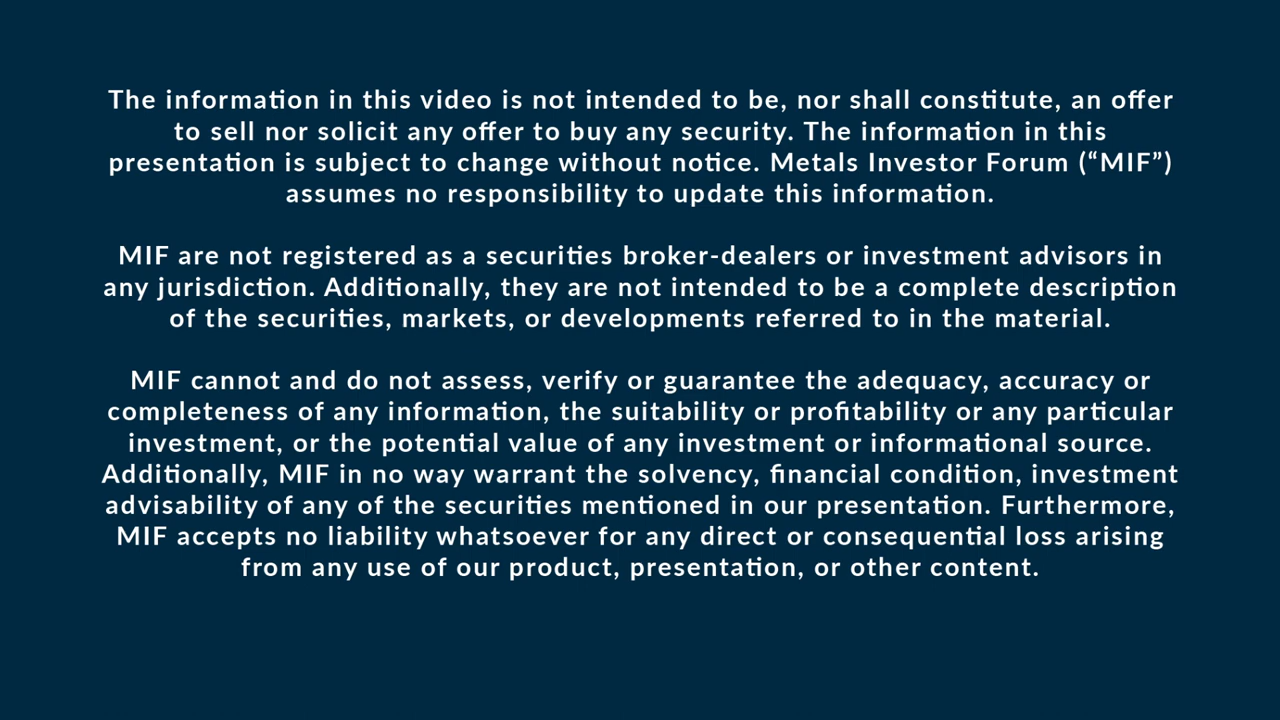 The information in this video is not intended to be, nor shall constitute, an offer
to sell nor solicit any offer to buy any security. The information in this
presentation is subject to change without notice. Metals Investor Forum (“MIF”)
assumes no responsibility to update this information.
MIF are not registered as a securities broker-dealers or investment advisors in
any jurisdiction. Additionally, they are not intended to be a complete description
of the securities, markets, or developments referred to in the material.
MIF cannot and do not assess, verify or guarantee the adequacy, accuracy or
completeness of any information, the suitability or profitability or any particular
investment, or the potential value of any investment or informational source.
Additionally, MIF in no way warrant the solvency, financial condition, investment
advisability of any of the securities mentioned in our presentation. Furthermore,
MIF accepts no liability whatsoever for any direct or consequential loss arising
from any use of our product, presentation, or other content.